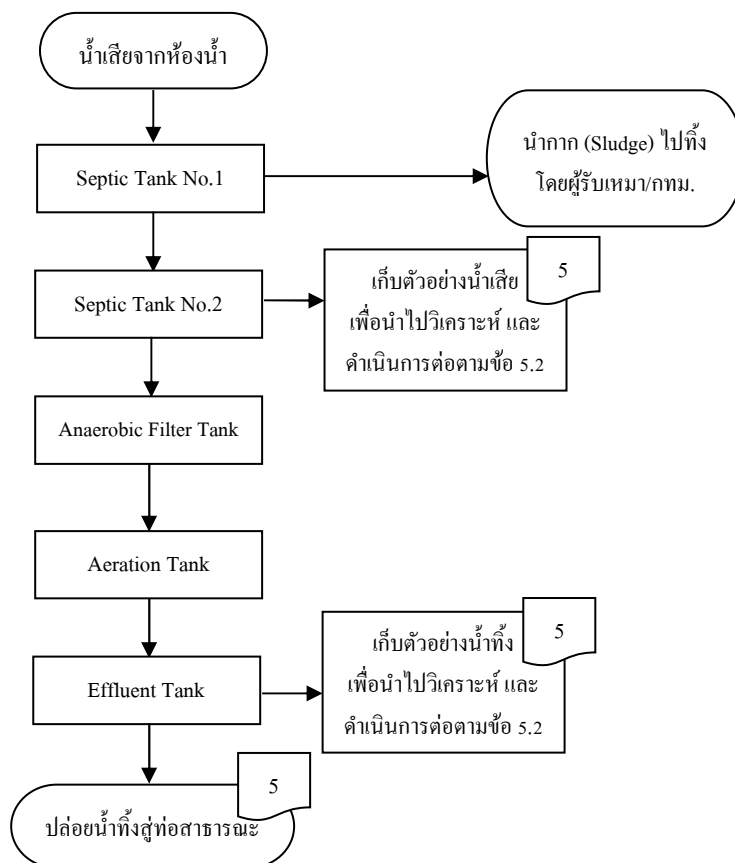 น้ำเสียจากห้องน้ำ
Septic Tank No.1
นำกาก (Sludge) ไปทิ้ง
โดยผู้รับเหมา/กทม.
Septic Tank No.2
5
เก็บตัวอย่างน้ำเสีย
เพื่อนำไปวิเคราะห์ และ
ดำเนินการต่อตามข้อ 5.2
Anaerobic Filter Tank
Aeration Tank
Effluent Tank
5
เก็บตัวอย่างน้ำทิ้ง
เพื่อนำไปวิเคราะห์ และ
ดำเนินการต่อตามข้อ 5.2
5
ปล่อยน้ำทิ้งสู่ท่อสาธารณะ